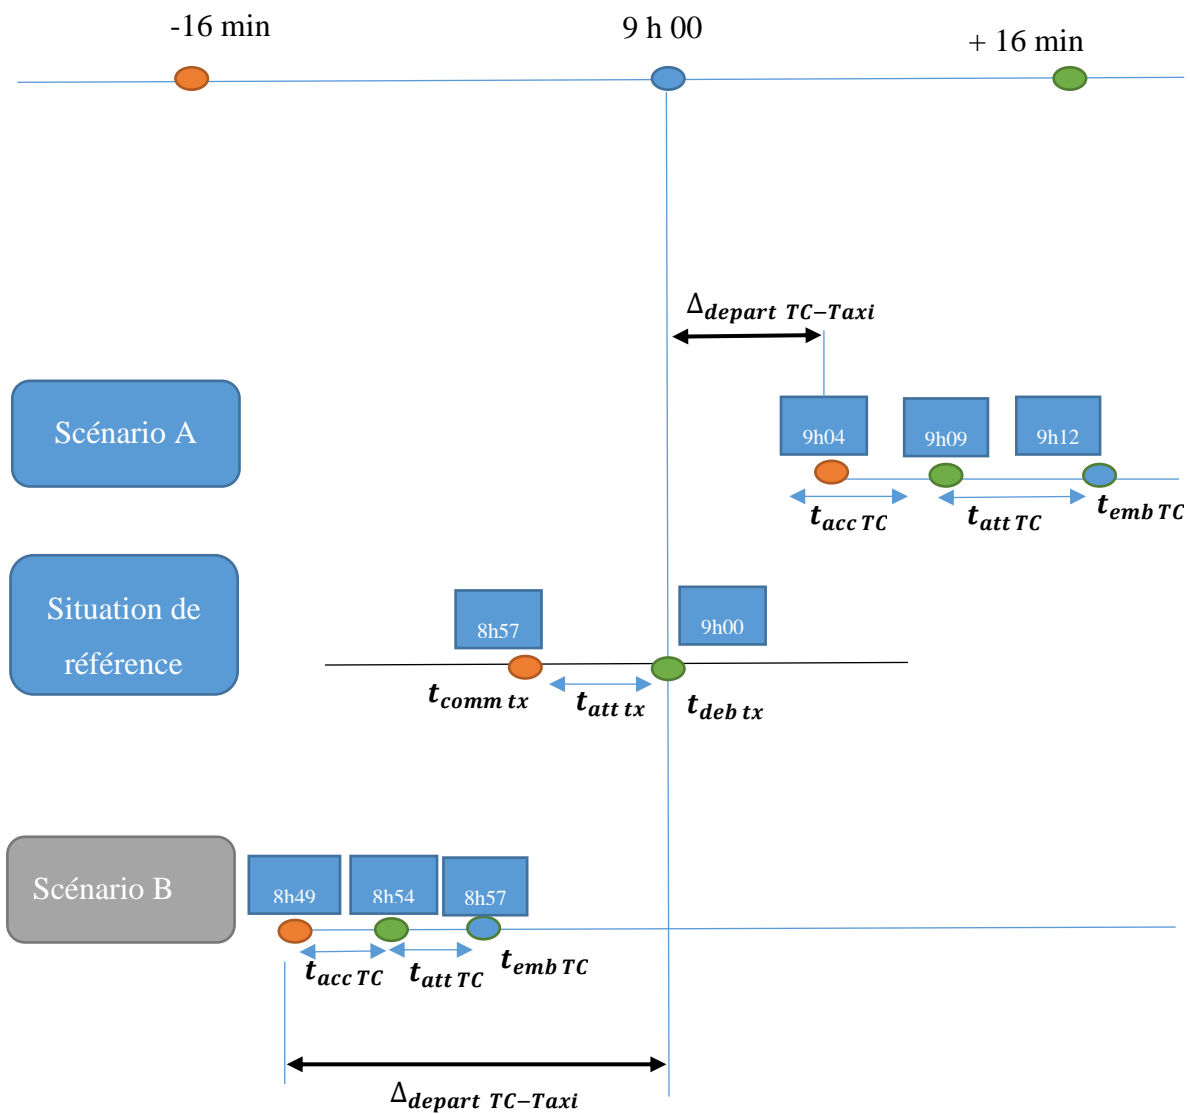 -16 min
9 h 00
+ 16 min
Δdepart TC−Taxi
Scénario A
9h04
9h09
9h12
tacc TC
tatt TC
temb TC
Situation de
référence
8h57
9h00
tcomm tx
tatt tx
tdeb tx
Scénario B
8h49
8h54
8h57
tacc TC
tatt TC
temb TC
Δdepart TC−Taxi